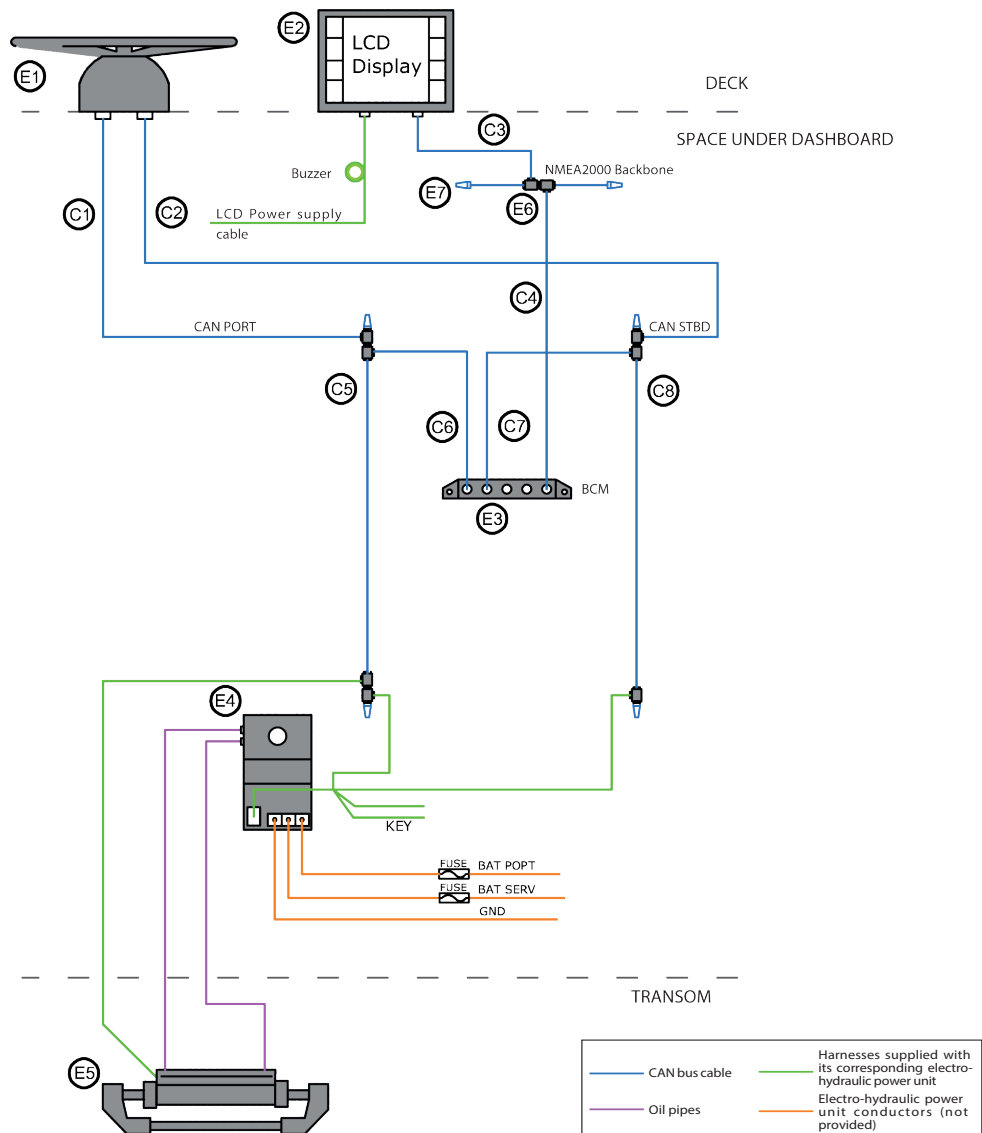 E1
E2
LCD
Display
DECK
SPACE UNDER DASHBOARD
C3
Buzzer
NMEA2000 Backbone
E7
E6
C1
C2
LCD Power supply
cable
C4
CAN PORT
CAN STBD
C5
C8
C6
C7
BCM
E3
E4
KEY
FUSE
BAT POPT
FUSE
BAT SERV
GND
TRANSOM
E5
CAN bus cable
Harnesses supplied with
its corresponding electro-
hydraulic power unit
Oil pipes
Electro-hydraulic power
unit conductors (not
provided)